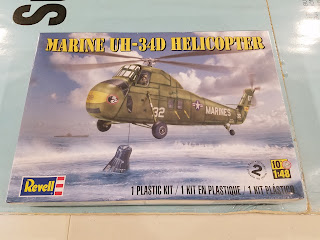 MARINE UH-34D HELICOPTER
32
MARINES
Revell
2
10
1:48
1 PLASTIC KIT / 1 KIT EN PLASTIQUE / 1 KIT PLASTICO